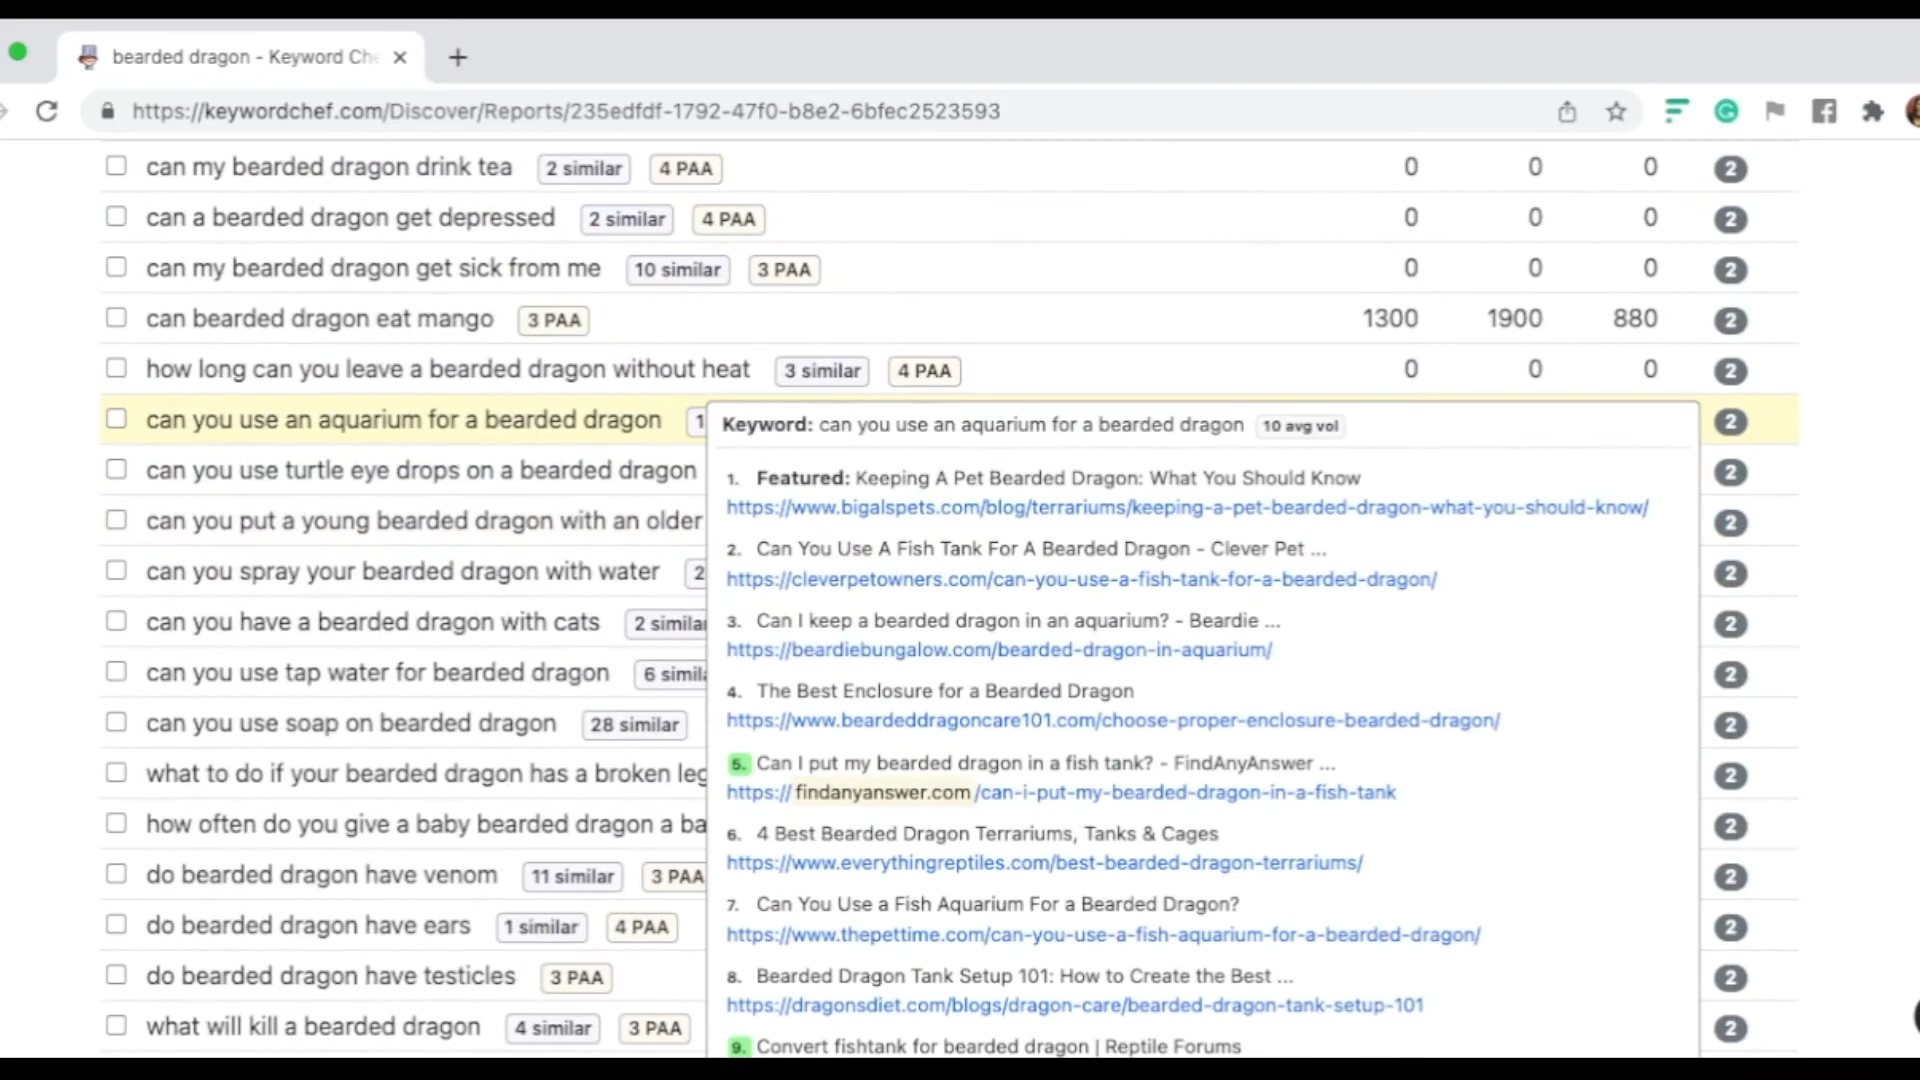 bearded dragon - Keyword Che
https://keywordchef.com/Discover/Reports/235edfdf-1792-47f0-b8e2-6bfec2523593
can my bearded dragon drink tea 2 similar 4 PAA 0 0 0 2
can a bearded dragon get depressed 2 similar 4 PAA 0 0 0 2
can my bearded dragon get sick from me 10 similar 3 PAA 0 0 0 2
can bearded dragon eat mango 3 PAA 1300 1900 880 2
how long can you leave a bearded dragon without heat 3 similar 4 PAA 0 0 0 2
can you use an aquarium for a bearded dragon 1 2
can you use turtle eye drops on a bearded dragon 2
can you put a young bearded dragon with an older 2
can you spray your bearded dragon with water 2 2
can you have a bearded dragon with cats 2 similar 2
can you use tap water for bearded dragon 6 simila 2
can you use soap on bearded dragon 28 similar 2
what to do if your bearded dragon has a broken leg 2
how often do you give a baby bearded dragon a ba 2
do bearded dragon have venom 11 similar 3 PAA 2
do bearded dragon have ears 1 similar 4 PAA 2
do bearded dragon have testicles 3 PAA 2
what will kill a bearded dragon 4 similar 3 PAA 2
Keyword: can you use an aquarium for a bearded dragon 10 avg vol
1. Featured: Keeping A Pet Bearded Dragon: What You Should Know
https://www.bigalspets.com/blog/terrariums/keeping-a-pet-bearded-dragon-what-you-should-know/
2. Can You Use A Fish Tank For A Bearded Dragon - Clever Pet ...
https://cleverpetowners.com/can-you-use-a-fish-tank-for-a-bearded-dragon/
3. Can I keep a bearded dragon in an aquarium? - Beardie ...
https://beardiebungalow.com/bearded-dragon-in-aquarium/
4. The Best Enclosure for a Bearded Dragon
https://www.beardeddragoncare101.com/choose-proper-enclosure-bearded-dragon/
5. Can I put my bearded dragon in a fish tank? - FindAnyAnswer ...
https://findanyanswer.com/can-i-put-my-bearded-dragon-in-a-fish-tank
6. 4 Best Bearded Dragon Terrariums, Tanks & Cages
https://www.everythingreptiles.com/best-bearded-dragon-terrariums/
7. Can You Use a Fish Aquarium For a Bearded Dragon?
https://www.thepettime.com/can-you-use-a-fish-aquarium-for-a-bearded-dragon/
8. Bearded Dragon Tank Setup 101: How to Create the Best ...
https://dragonsdiet.com/blogs/dragon-care/bearded-dragon-tank-setup-101
9. Convert fishtank for bearded dragon | Reptile Forums